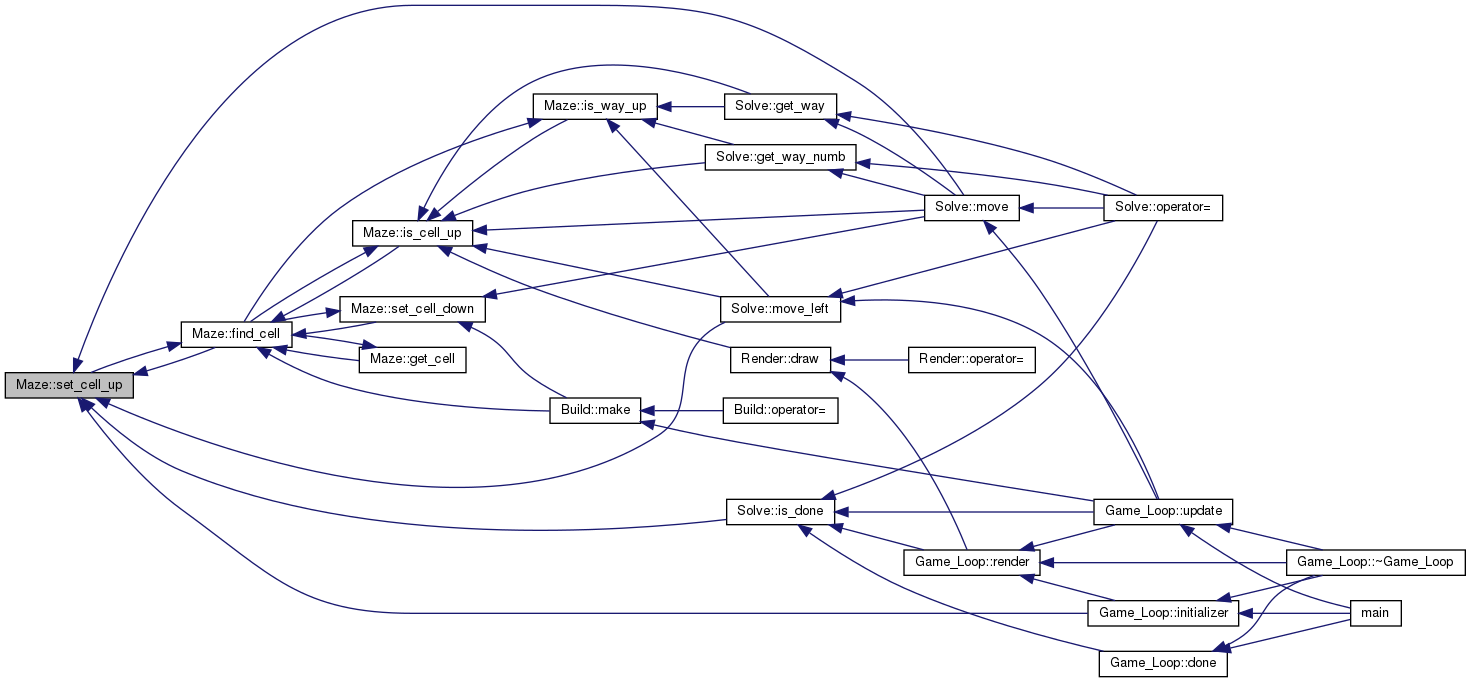 Maze::is_way_up
Solve::get_way
Solve::get_way_numb
Solve::move
Solve::operator=
Maze::is_cell_up
Maze::set_cell_down
Solve::move_left
Maze::find_cell
Maze::get_cell
Render::draw
Render::operator=
Maze::set_cell_up
Build::make
Build::operator=
Solve::is_done
Game_Loop::update
Game_Loop::render
Game_Loop::~Game_Loop
Game_Loop::initializer
main
Game_Loop::done